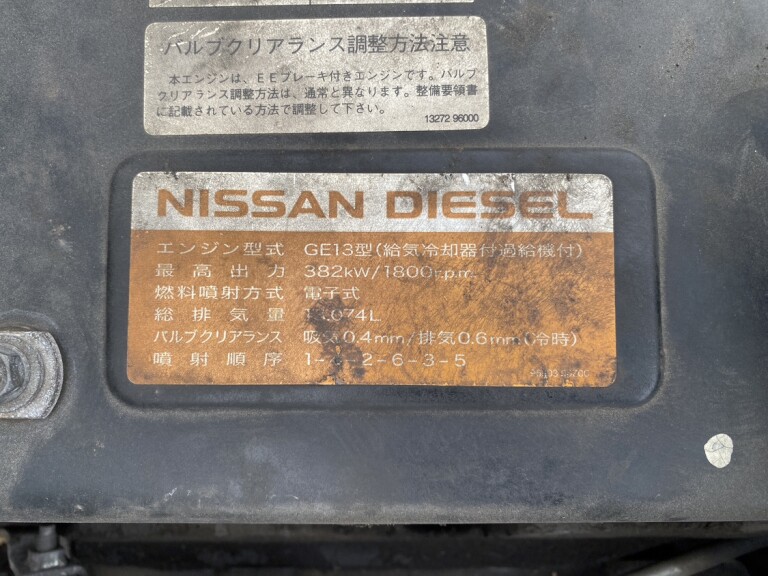 バルブクリアランス調整方法注意
本エンジンは、EEブレーキ付きエンジンです。バルブ
クリアランス調整方法は、通常と異なります。整備要領書
に記載されている方法で調整して下さい。
13272 96000
NISSAN DIESEL
エンジン型式 GE13型(給気冷却器付過給機付)
最高出力 382kW/1800r.p.m.
燃料噴射方式 電子式
総排気量
バルブクリアランス 吸気0.4mm/排気0.6mm(冷時)
噴射順序